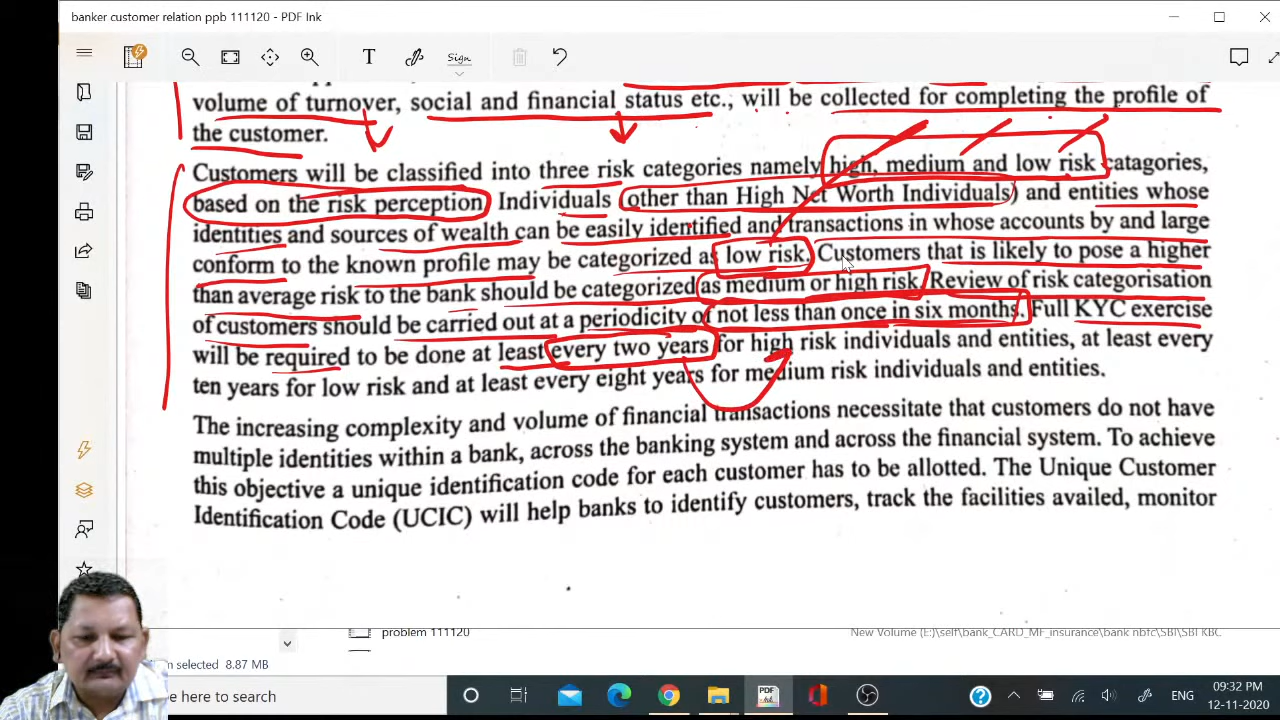 banker customer relation ppb 111120 - PDF Ink
T
Sign
volume of turnover, social and financial status etc., will be collected for completing the profile of
the customer.
Customers will be classified into three risk categories namely high, medium and low risk catagories,
based on the risk perception Individuals (other than High Net Worth Individuals) and entities whose
identities and sources of wealth can be easily identified and transactions in whose accounts by and large
conform to the known profile may be categorized as low risk. Customers that is likely to pose a higher
than average risk to the bank should be categorized as medium or high risk. Review of risk categorisation
of customers should be carried out at a periodicity of not less than once in six months. Full KYC exercise
will be required to be done at least every two years for high risk individuals and entities, at least every
ten years for low risk and at least every eight years for medium risk individuals and entities.
The increasing complexity and volume of financial transactions necessitate that customers do not have
multiple identities within a bank, across the banking system and across the financial system. To achieve
this objective a unique identification code for each customer has to be allotted. The Unique Customer
Identification Code (UCIC) will help banks to identify customers, track the facilities availed, monitor
problem 111120 New Volume (E:)\self\bank_CARD_MF_insurance\bank nbfc\SBI\SBI KBC
selected 8.87 MB
here to search
PDF
ENG
09:32 PM
12-11-2020